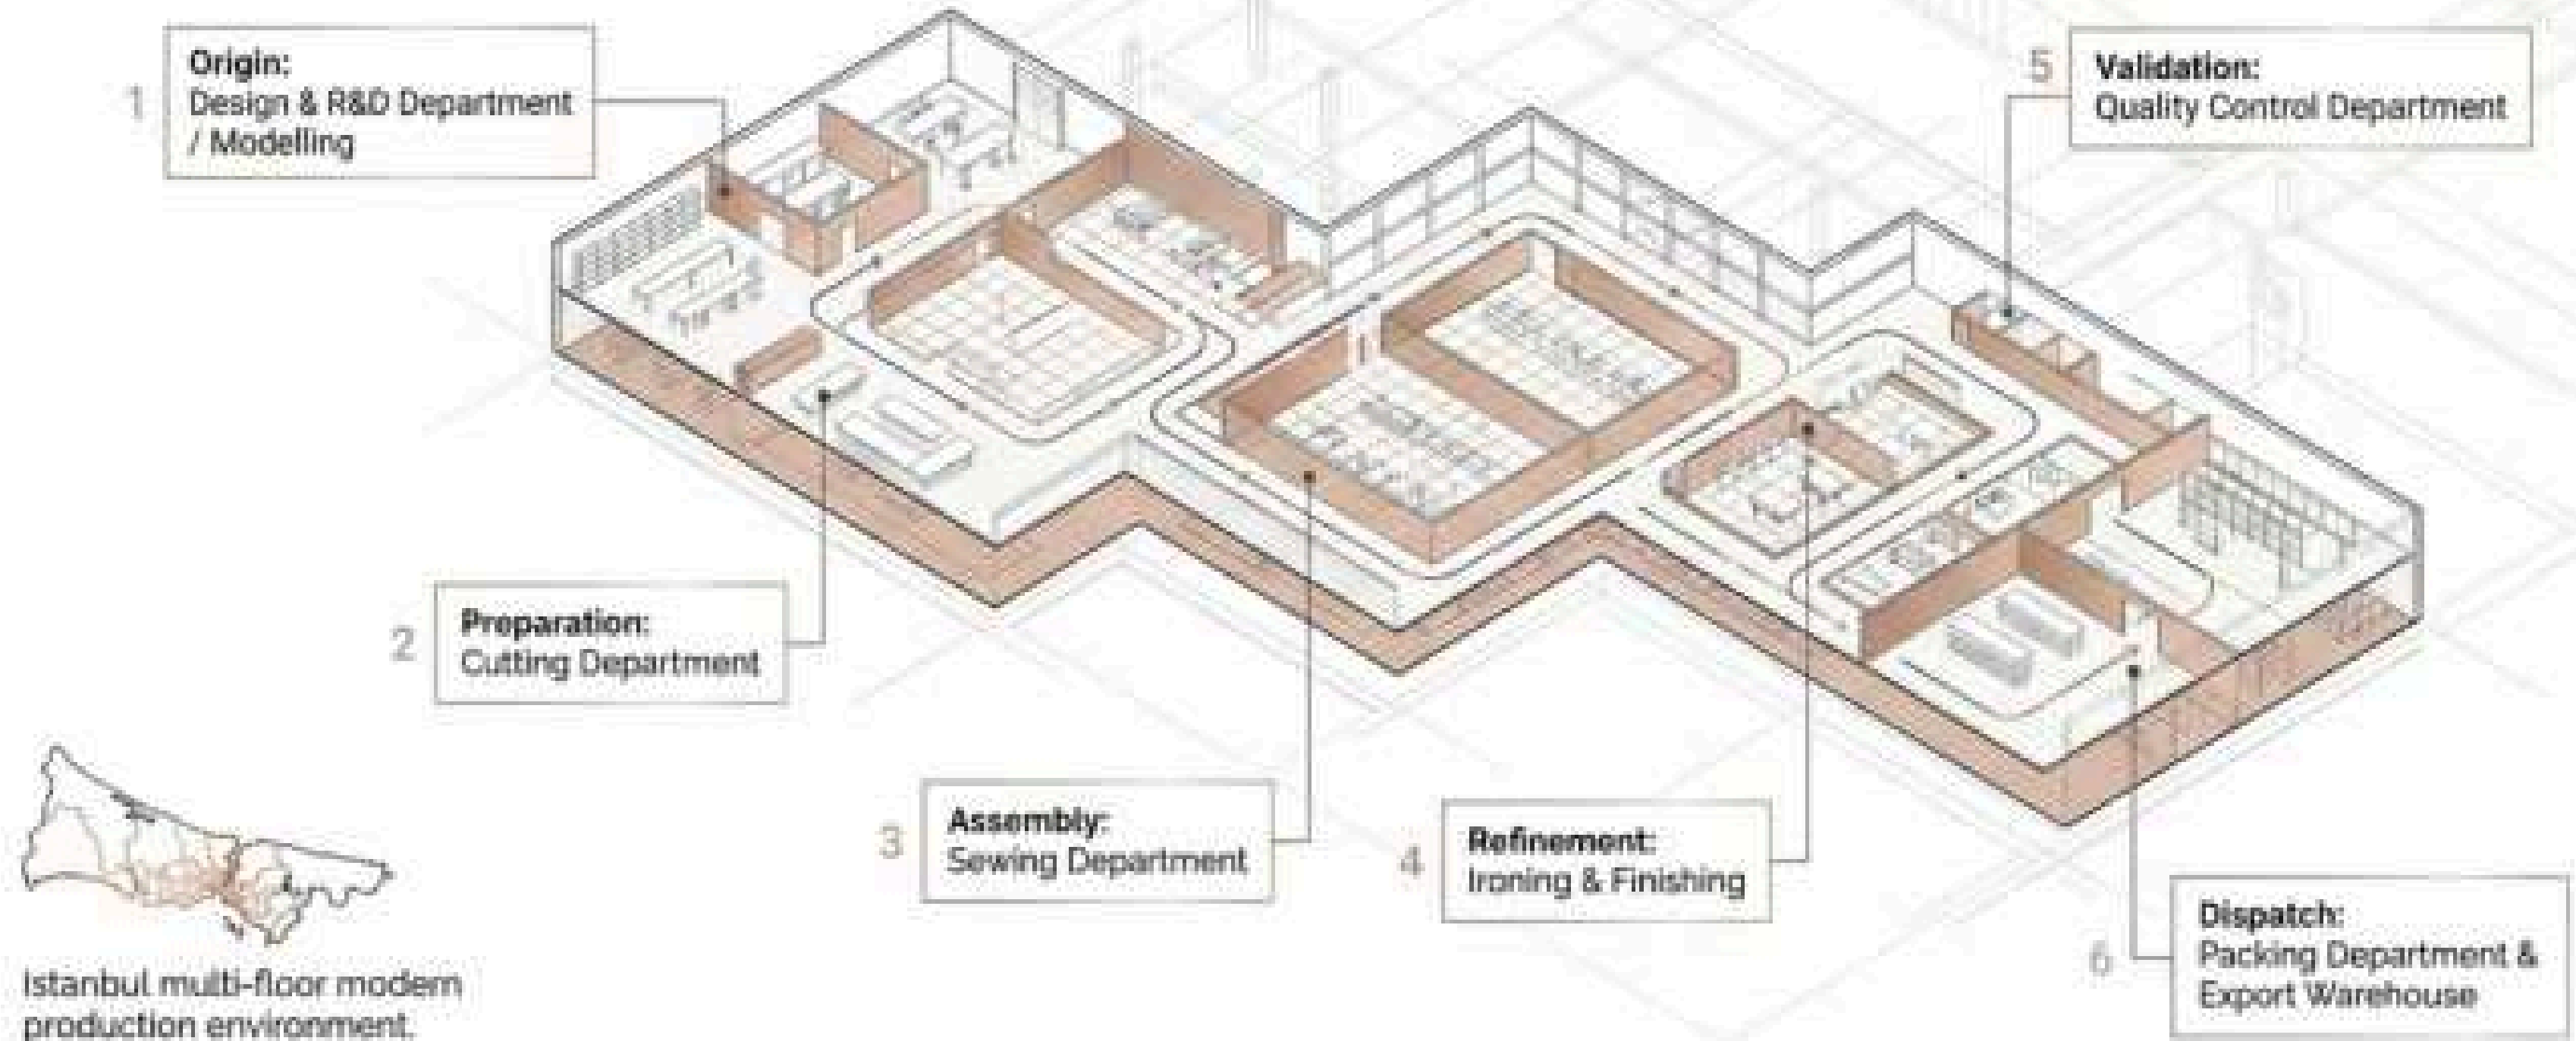 1
Origin:
Design & R&D Department
/ Modelling
2
Preparation:
Cutting Department
3
Assembly:
Sewing Department
4
Refinement:
Ironing & Finishing
5
Validation:
Quality Control Department
6
Dispatch:
Packing Department &
Export Warehouse
Istanbul multi-floor modern
production environment.